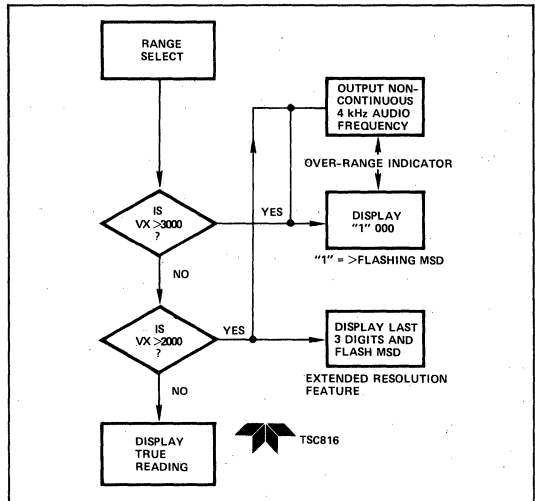 RANGE
SELECT
OUTPUT NON-
CONTINUOUS
4 kHz AUDIO
FREQUENCY
OVER-RANGE INDICATOR
IS
VX >3000
?
YES
DISPLAY
"1" 000
"1" = >FLASHING MSD
NO
IS
VX >2000
?
YES
DISPLAY LAST
3 DIGITS AND
FLASH MSD
EXTENDED RESOLUTION
FEATURE
NO
DISPLAY
TRUE
READING
TSC816